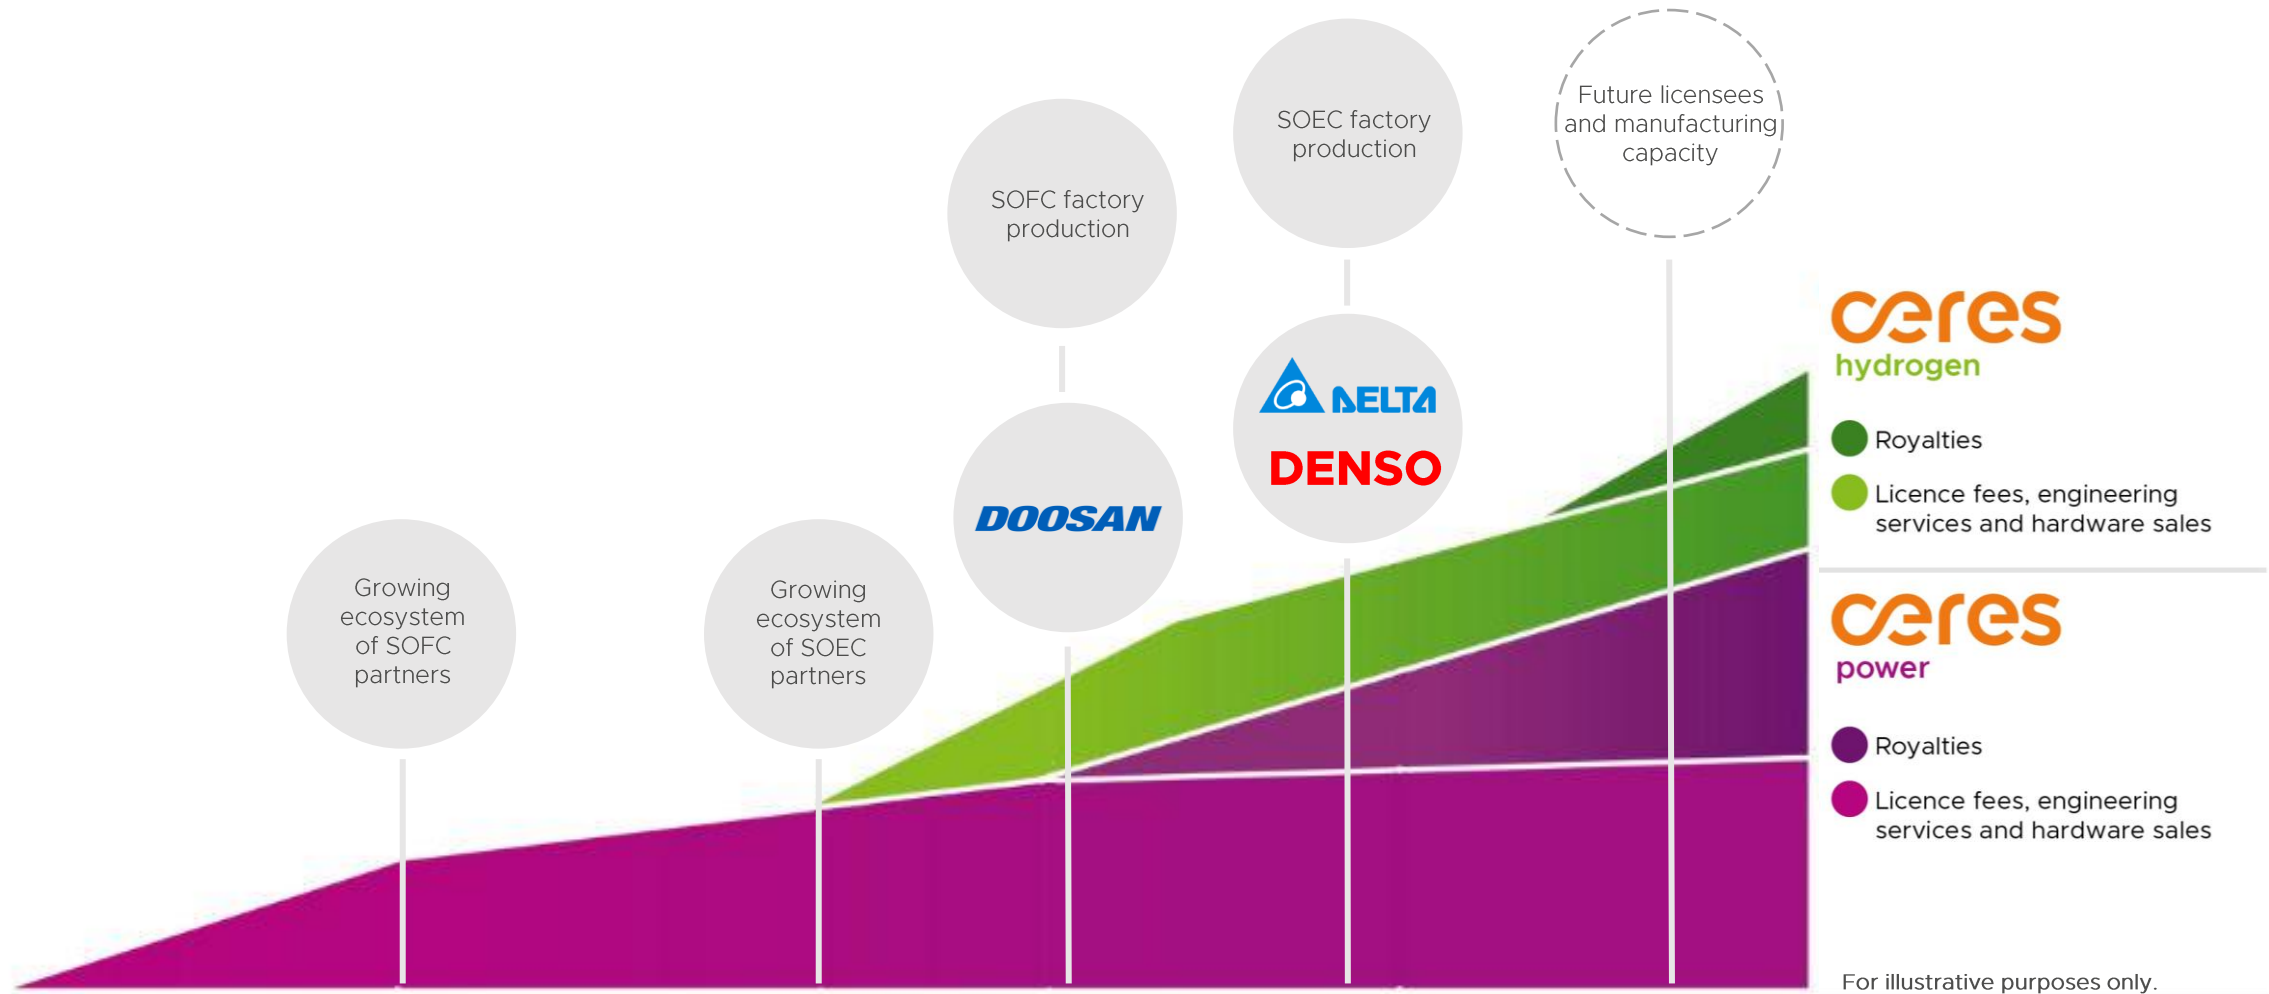 Growing
ecosystem
of SOFC
partners
Growing
ecosystem
of SOEC
partners
SOFC factory
production
DOOSAN
SOEC factory
production
DELTA
DENSO
Future licensees
and manufacturing
capacity
ceres
hydrogen
Royalties
Licence fees, engineering
services and hardware sales
ceres
power
Royalties
Licence fees, engineering
services and hardware sales
For illustrative purposes only.